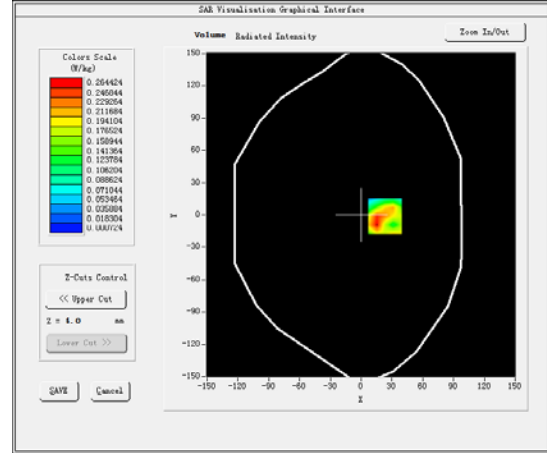 SAR Visualisation Graphical Interface
Volume Radiated Intensity
Zoom In/Out
Colors Scale
(W/kg)
0.264424
0.246844
0.229264
0.211684
0.194104
0.176524
0.158944
0.141364
0.123784
0.106204
0.088624
0.071044
0.053464
0.035884
0.018304
0.000724
Z-Cuts Control
<< Upper Cut
Z = 4.0 mm
Lower Cut >>
SAVE Cancel
150
120
90
60
30
0
-30
-60
-90
-120
-150
Y
-150 -120 -90 -60 -30 0 30 60 90 120 150
X